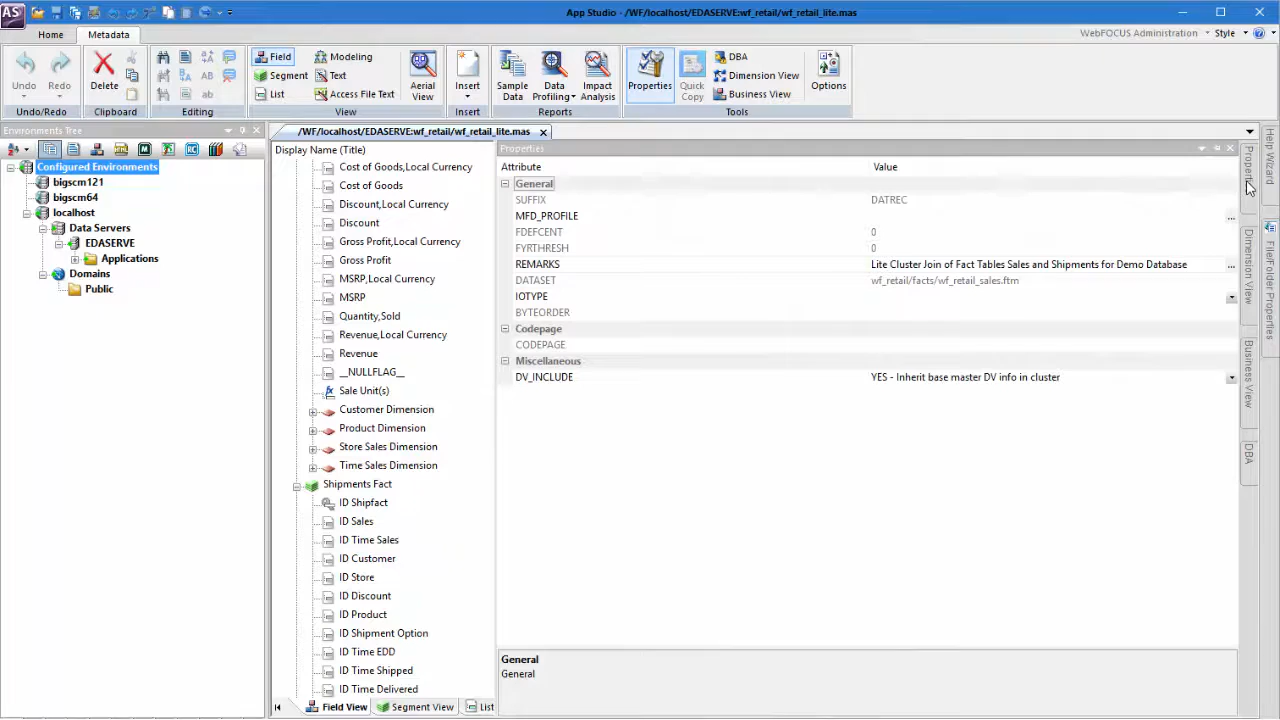 AS
App Studio - /WF/localhost/EDASERVE:wf_retail/wf_retail_lite.mas
Home
Metadata
WebFOCUS Administration
Style
Undo
Redo
Delete
Field
Segment
List
Modeling
Text
Access File Text
Aerial View
Insert
Sample Data
Data Profiling
Impact Analysis
Properties
Quick Copy
DBA
Dimension View
Business View
Options
Undo/Redo
Clipboard
Editing
View
Insert
Reports
Tools
Environments Tree
Configured Environments
bigscm121
bigscm64
localhost
Data Servers
EDASERVE
Applications
Domains
Public
/WF/localhost/EDASERVE:wf_retail/wf_retail_lite.mas
Display Name (Title)
Cost of Goods,Local Currency
Cost of Goods
Discount,Local Currency
Discount
Gross Profit,Local Currency
Gross Profit
MSRP,Local Currency
MSRP
Quantity,Sold
Revenue,Local Currency
Revenue
__NULLFLAG__
Sale Unit(s)
Customer Dimension
Product Dimension
Store Sales Dimension
Time Sales Dimension
Shipments Fact
ID Shipfact
ID Sales
ID Time Sales
ID Customer
ID Store
ID Discount
ID Product
ID Shipment Option
ID Time EDD
ID Time Shipped
ID Time Delivered
Field View
Segment View
List
Properties
Attribute Value
General
SUFFIX DATREC
MFD_PROFILE
FDEFCENT 0
FYRTHRESH 0
REMARKS Lite Cluster Join of Fact Tables Sales and Shipments for Demo Database
DATASET wf_retail/facts/wf_retail_sales.ftm
IOTYPE
BYTEORDER
Codepage
CODEPAGE
Miscellaneous
DV_INCLUDE YES - Inherit base master DV info in cluster
General
General
Dimension View
Business View
DBA
Help Wizard
File/Folder Properties